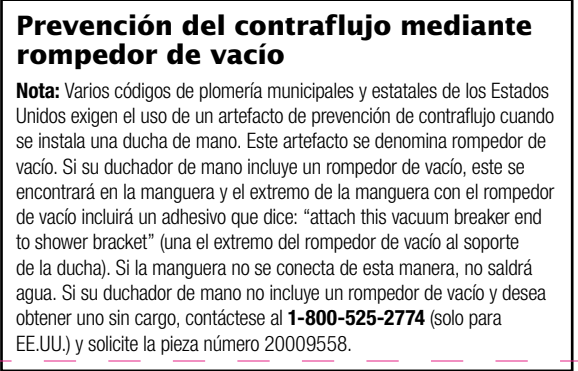 Prevención del contraflujo mediante
rompedor de vacío
Nota: Varios códigos de plomería municipales y estatales de los Estados
Unidos exigen el uso de un artefacto de prevención de contraflujo cuando
se instala una ducha de mano. Este artefacto se denomina rompedor de
vacío. Si su duchador de mano incluye un rompedor de vacío, este se
encontrará en la manguera y el extremo de la manguera con el rompedor
de vacío incluirá un adhesivo que dice: “attach this vacuum breaker end
to shower bracket” (una el extremo del rompedor de vacío al soporte
de la ducha). Si la manguera no se conecta de esta manera, no saldrá
agua. Si su duchador de mano no incluye un rompedor de vacío y desea
obtener uno sin cargo, contáctese al 1-800-525-2774 (solo para
EE.UU.) y solicite la pieza número 20009558.